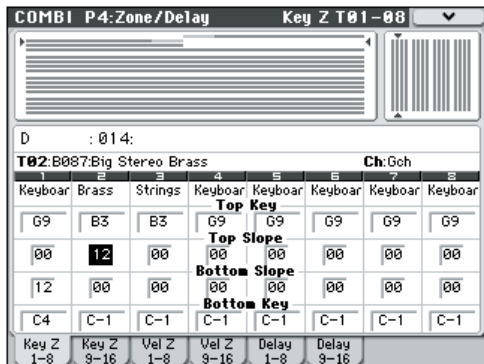 COMBI P4:Zone/Delay Key Z T01-08
D :014:
T02:B087:Big Stereo Brass Ch:Gch
1 2 3 4 5 6 7 8
Keyboar Brass Strings Keyboar Keyboar Keyboar Keyboar Keyboar
Top Key
G9 B3 B3 G9 G9 G9 G9 G9
Top Slope
00 12 00 00 00 00 00 00
Bottom Slope
12 00 00 00 00 00 00 00
Bottom Key
C4 C-1 C-1 C-1 C-1 C-1 C-1 C-1
Key Z 1-8 Key Z 9-16 Vel Z 1-8 Vel Z 9-16 Delay 1-8 Delay 9-16